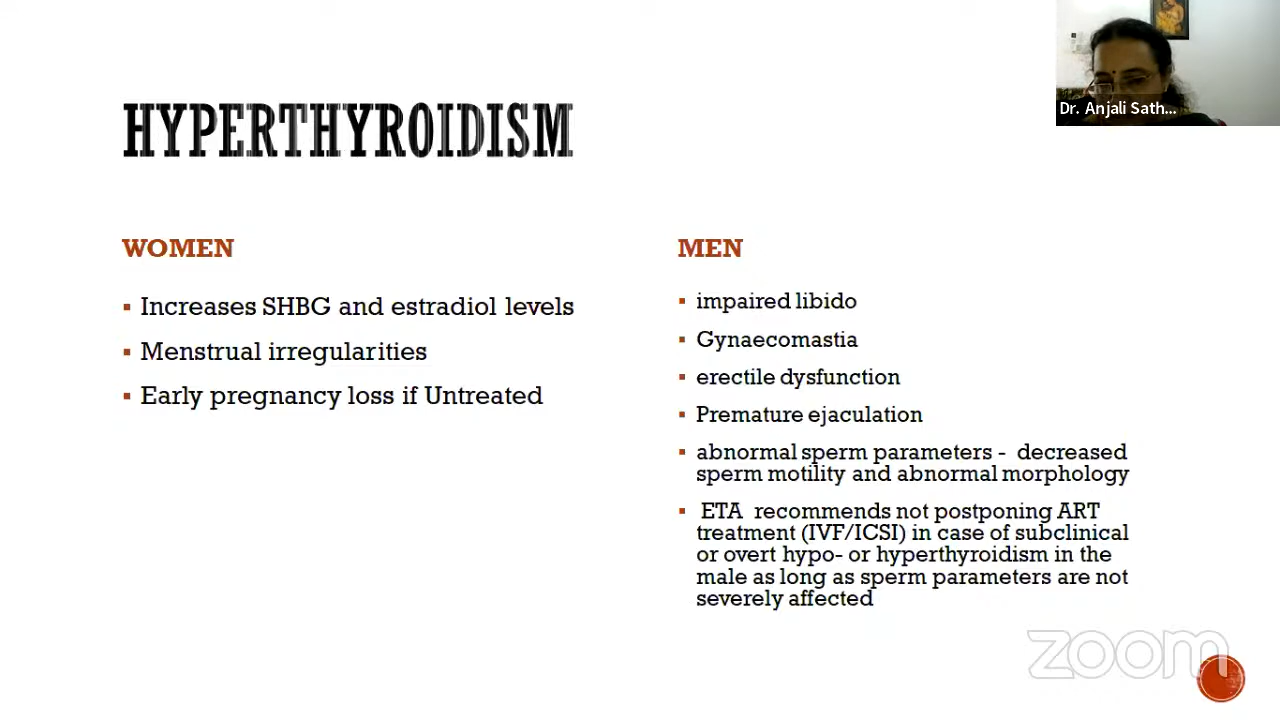 Dr. Anjali Sath...
HYPERTHYROIDISM
WOMEN
▪ Increases SHBG and estradiol levels
▪ Menstrual irregularities
▪ Early pregnancy loss if Untreated
MEN
▪ impaired libido
▪ Gynaecomastia
▪ erectile dysfunction
▪ Premature ejaculation
▪ abnormal sperm parameters - decreased
sperm motility and abnormal morphology
▪ ETA recommends not postponing ART
treatment (IVF/ICSI) in case of subclinical
or overt hypo- or hyperthyroidism in the
male as long as sperm parameters are not
severely affected
zoom